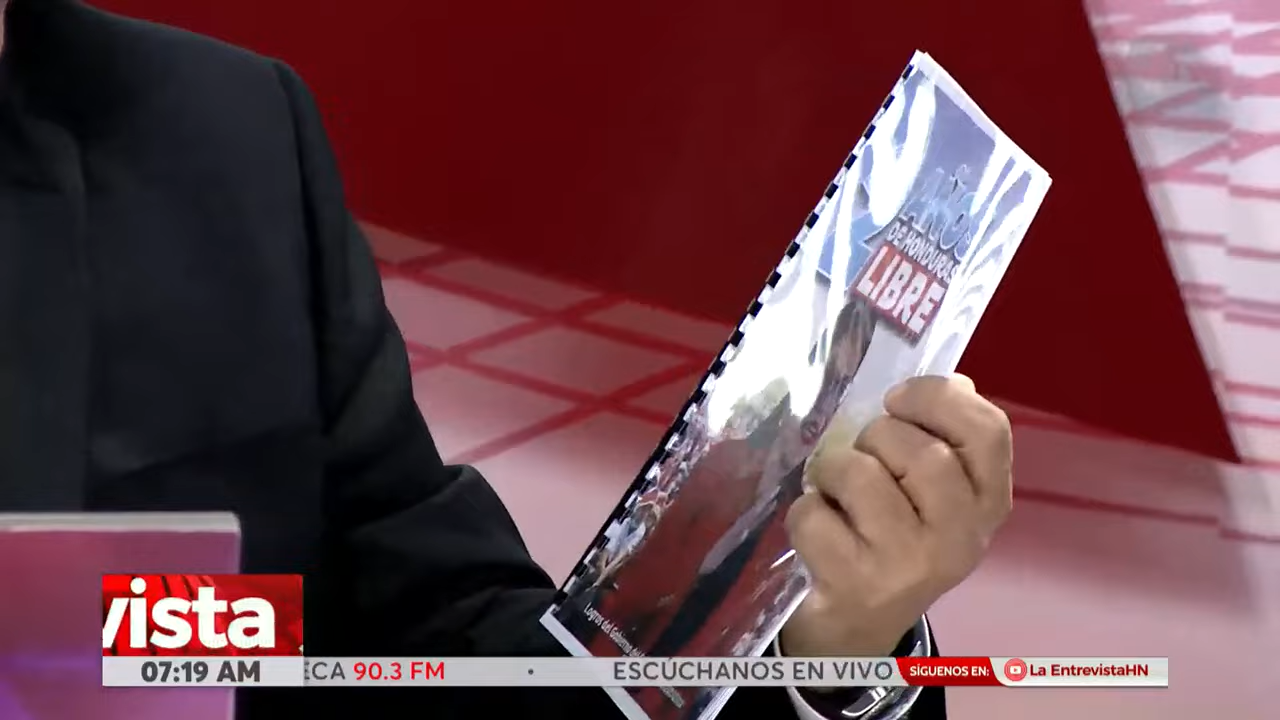 AÑOS
DE HONDURAS
LIBRE
Logros del Gobierno
vista
07:19 AM
ECA 90.3 FM • ESCÚCHANOS EN VIVO
SÍGUENOS EN:
La EntrevistaHN